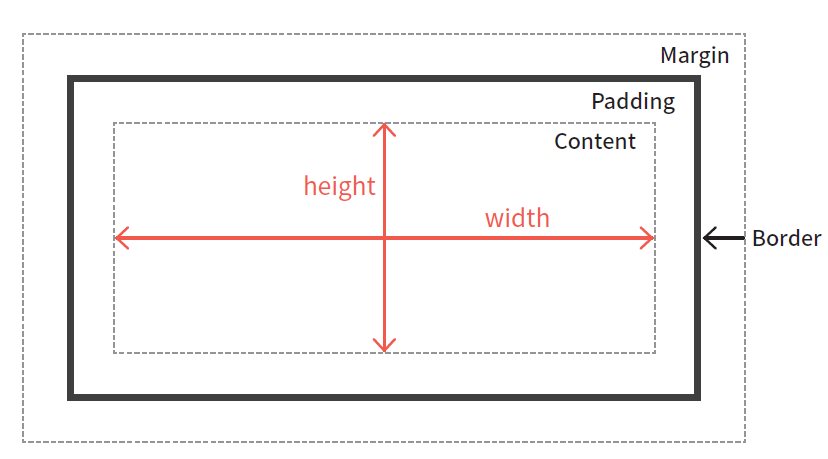 Margin
Padding
Content
height
width
Border